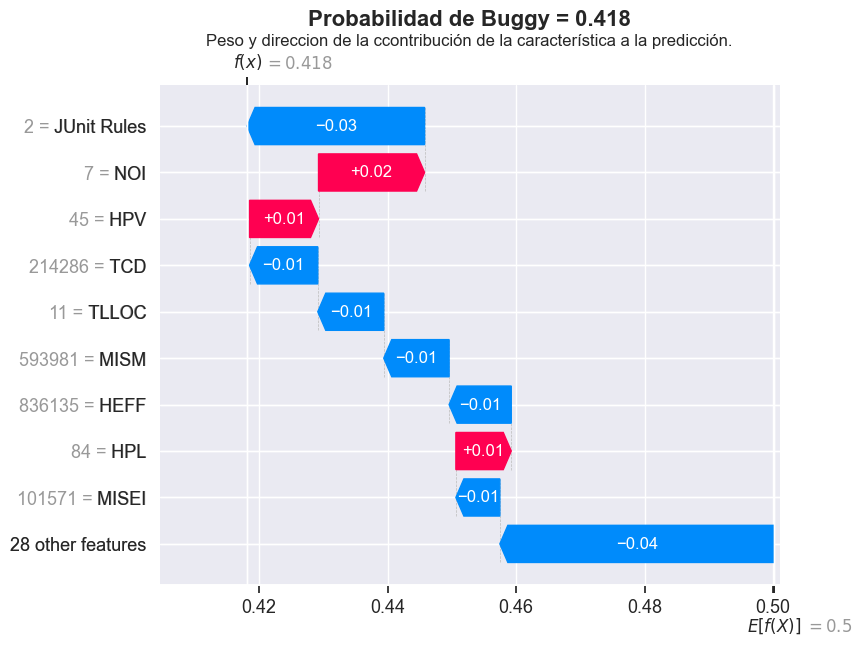 Probabilidad de Buggy = 0.418
Peso y direccion de la ccontribución de la característica a la predicción.
f(x) = 0.418
2 = JUnit Rules
−0.03
7 = NOI
+0.02
45 = HPV
+0.01
214286 = TCD
−0.01
11 = TLLOC
−0.01
593981 = MISM
−0.01
836135 = HEFF
−0.01
84 = HPL
+0.01
101571 = MISEI
−0.01
28 other features
−0.04
0.42 0.44 0.46 0.48 0.50
E[f(X)] = 0.5